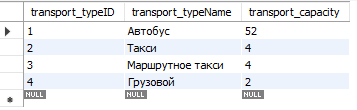 transport_typeID transport_typeName transport_capacity
1 Автобус 52
2 Такси 4
3 Маршрутное такси 4
4 Грузовой 2
NULL NULL NULL